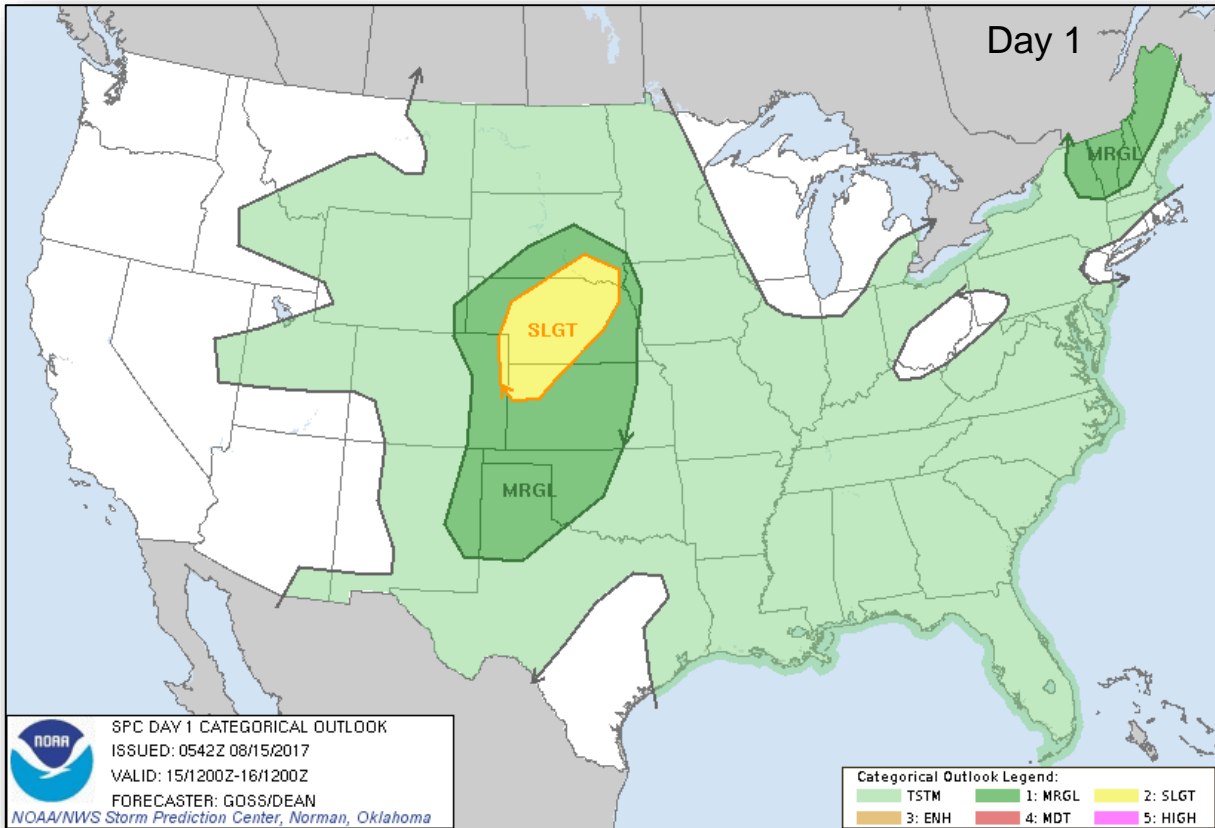 Day 1
MRGL
SLGT
MRGL
NOAA
SPC DAY 1 CATEGORICAL OUTLOOK
ISSUED: 0542Z 08/15/2017
VALID: 15/1200Z-16/1200Z
FORECASTER: GOSS/DEAN
NOAA/NWS Storm Prediction Center, Norman, Oklahoma
Categorical Outlook Legend:
TSTM 1: MRGL 2: SLGT
3: ENH 4: MDT 5: HIGH